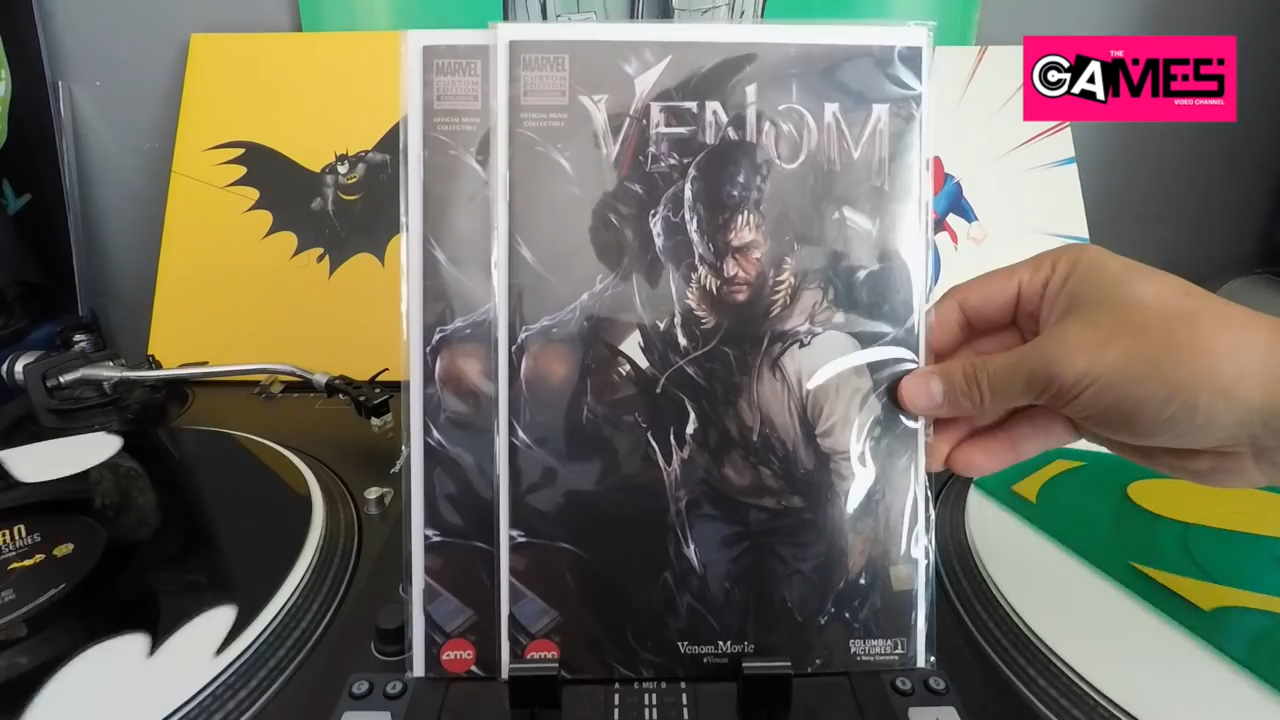 THE
GAMES
VIDEO CHANNEL
MARVEL
CUSTOM
EDITION
OFFICIAL MOVIE
COLLECTIBLE
MARVEL
CUSTOM
EDITION
OFFICIAL MOVIE
COLLECTIBLE
VENOM
SERIES
amc
amc
Venom.Movie
#Venom
COLUMBIA
PICTURES
a Sony Company
C A
A C MST D B
B D